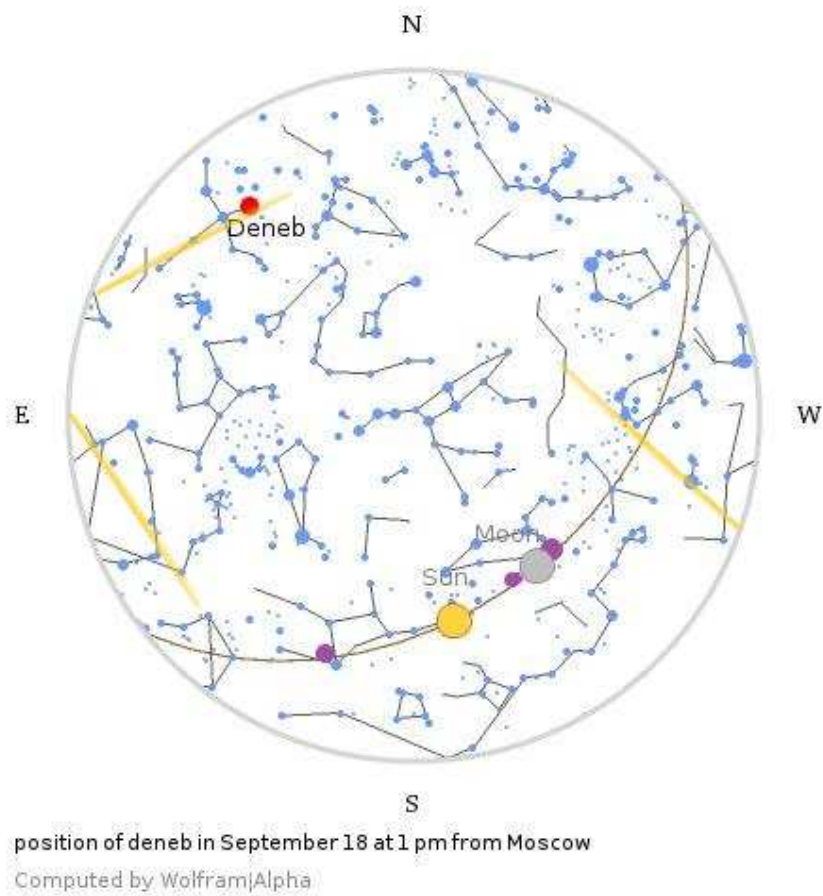 N
Deneb
E
W
Moon
Sun
S
position of deneb in September 18 at 1 pm from Moscow
Computed by Wolfram|Alpha